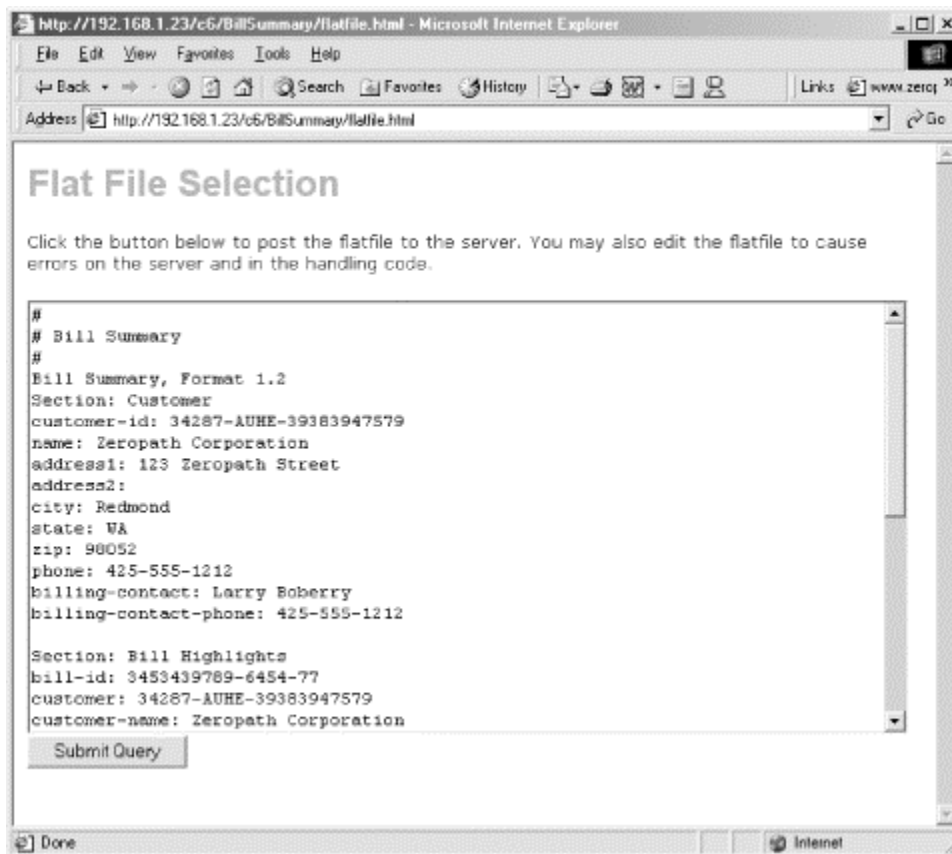 http://192.168.1.23/c6/BillSummary/flatfile.html - Microsoft Internet Explorer
File Edit View Favorites Tools Help
Back Search Favorites History Links www.zerop
Address http://192.168.1.23/c6/BillSummary/flatfile.html Go
Flat File Selection
Click the button below to post the flatfile to the server. You may also edit the flatfile to cause
errors on the server and in the handling code.
#
# Bill Summary
#
Bill Summary, Format 1.2
Section: Customer
customer-id: 34287-AUHE-39383947579
name: Zeropath Corporation
address1: 123 Zeropath Street
address2:
city: Redmond
state: WA
zip: 98052
phone: 425-555-1212
billing-contact: Larry Boberry
billing-contact-phone: 425-555-1212
Section: Bill Highlights
bill-id: 3453439789-6454-77
customer: 34287-AUHE-39383947579
customer-name: Zeropath Corporation
Submit Query
Done Internet